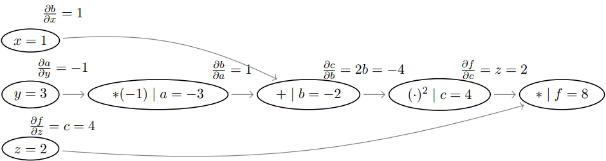 ∂b/∂x = 1
x = 1
∂a/∂y = −1
∂b/∂a = 1
∂c/∂b = 2b = −4
∂f/∂c = z = 2
y = 3
∗(−1) | a = −3
+ | b = −2
(·)² | c = 4
∗ | f = 8
∂f/∂z = c = 4
z = 2